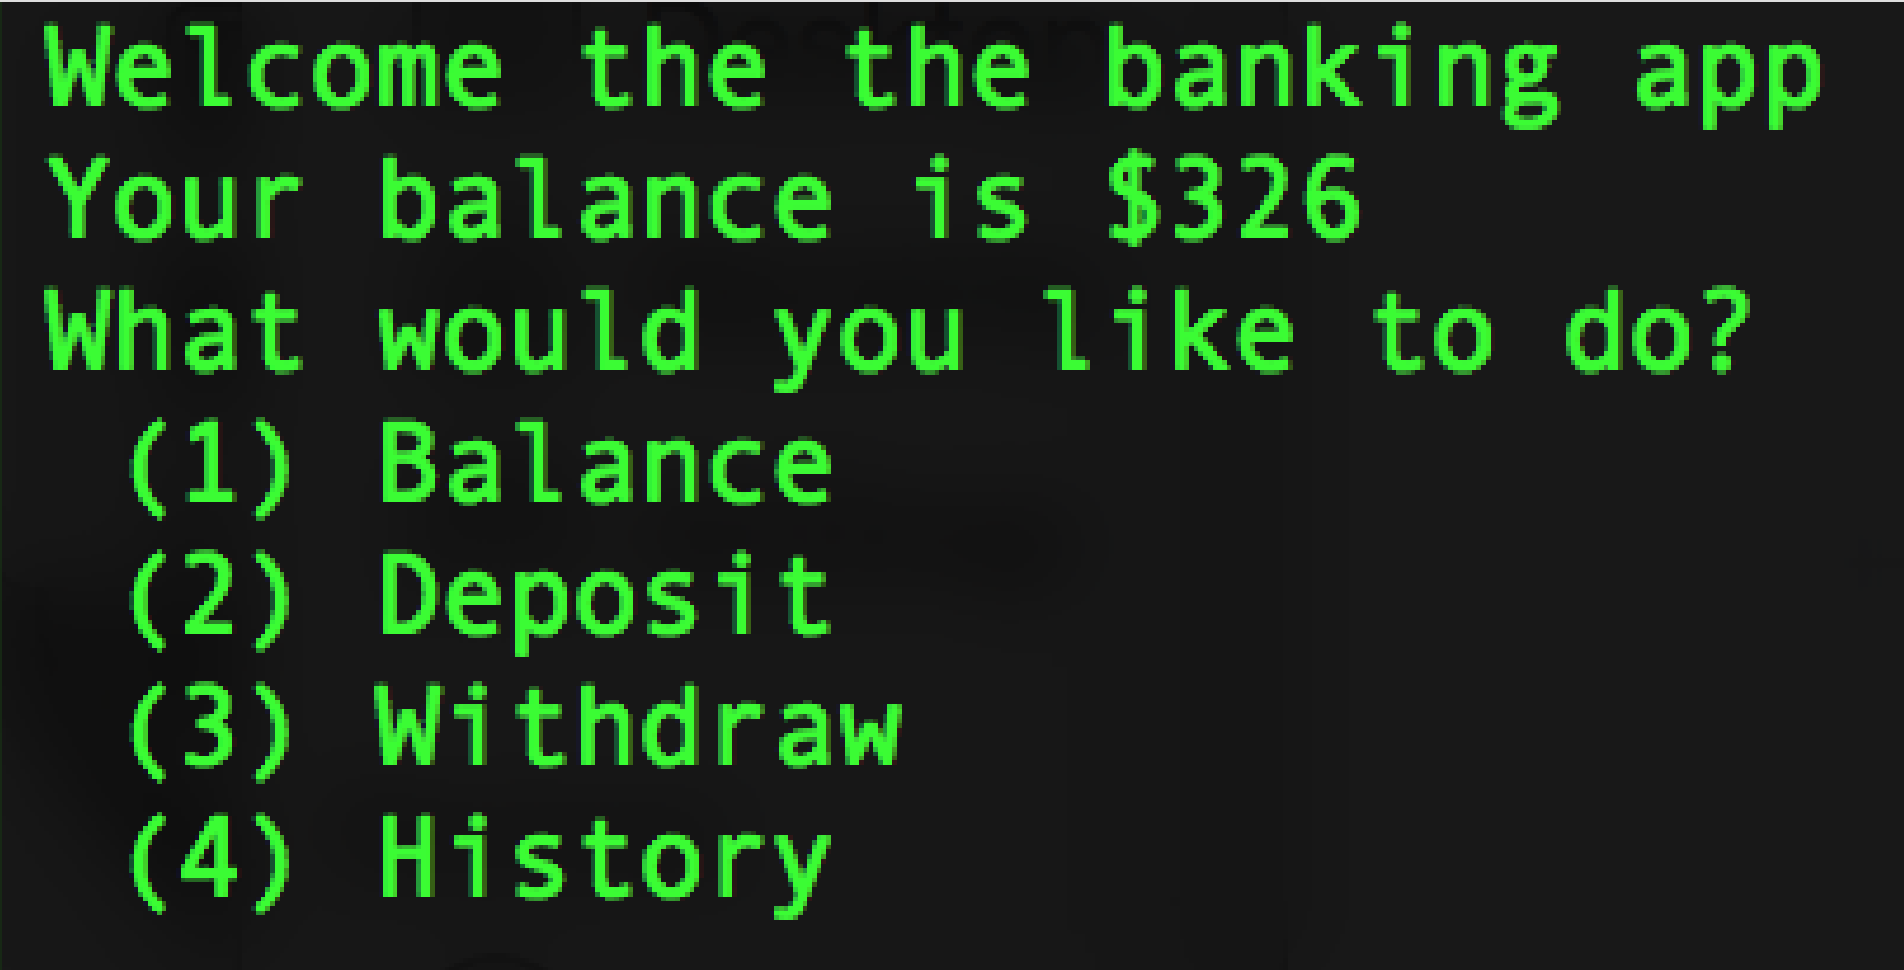 Welcome the the banking app
Your balance is $326
What would you like to do?
(1) Balance
(2) Deposit
(3) Withdraw
(4) History